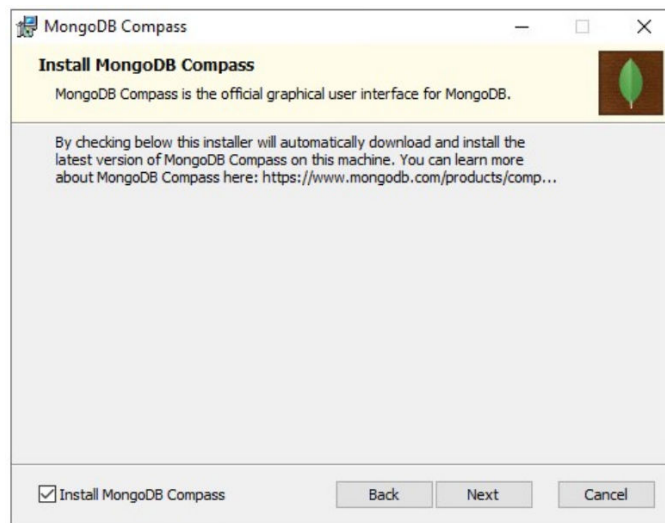 MongoDB Compass
Install MongoDB Compass
MongoDB Compass is the official graphical user interface for MongoDB.
By checking below this installer will automatically download and install the
latest version of MongoDB Compass on this machine. You can learn more
about MongoDB Compass here: https://www.mongodb.com/products/comp...
Install MongoDB Compass
Back
Next
Cancel